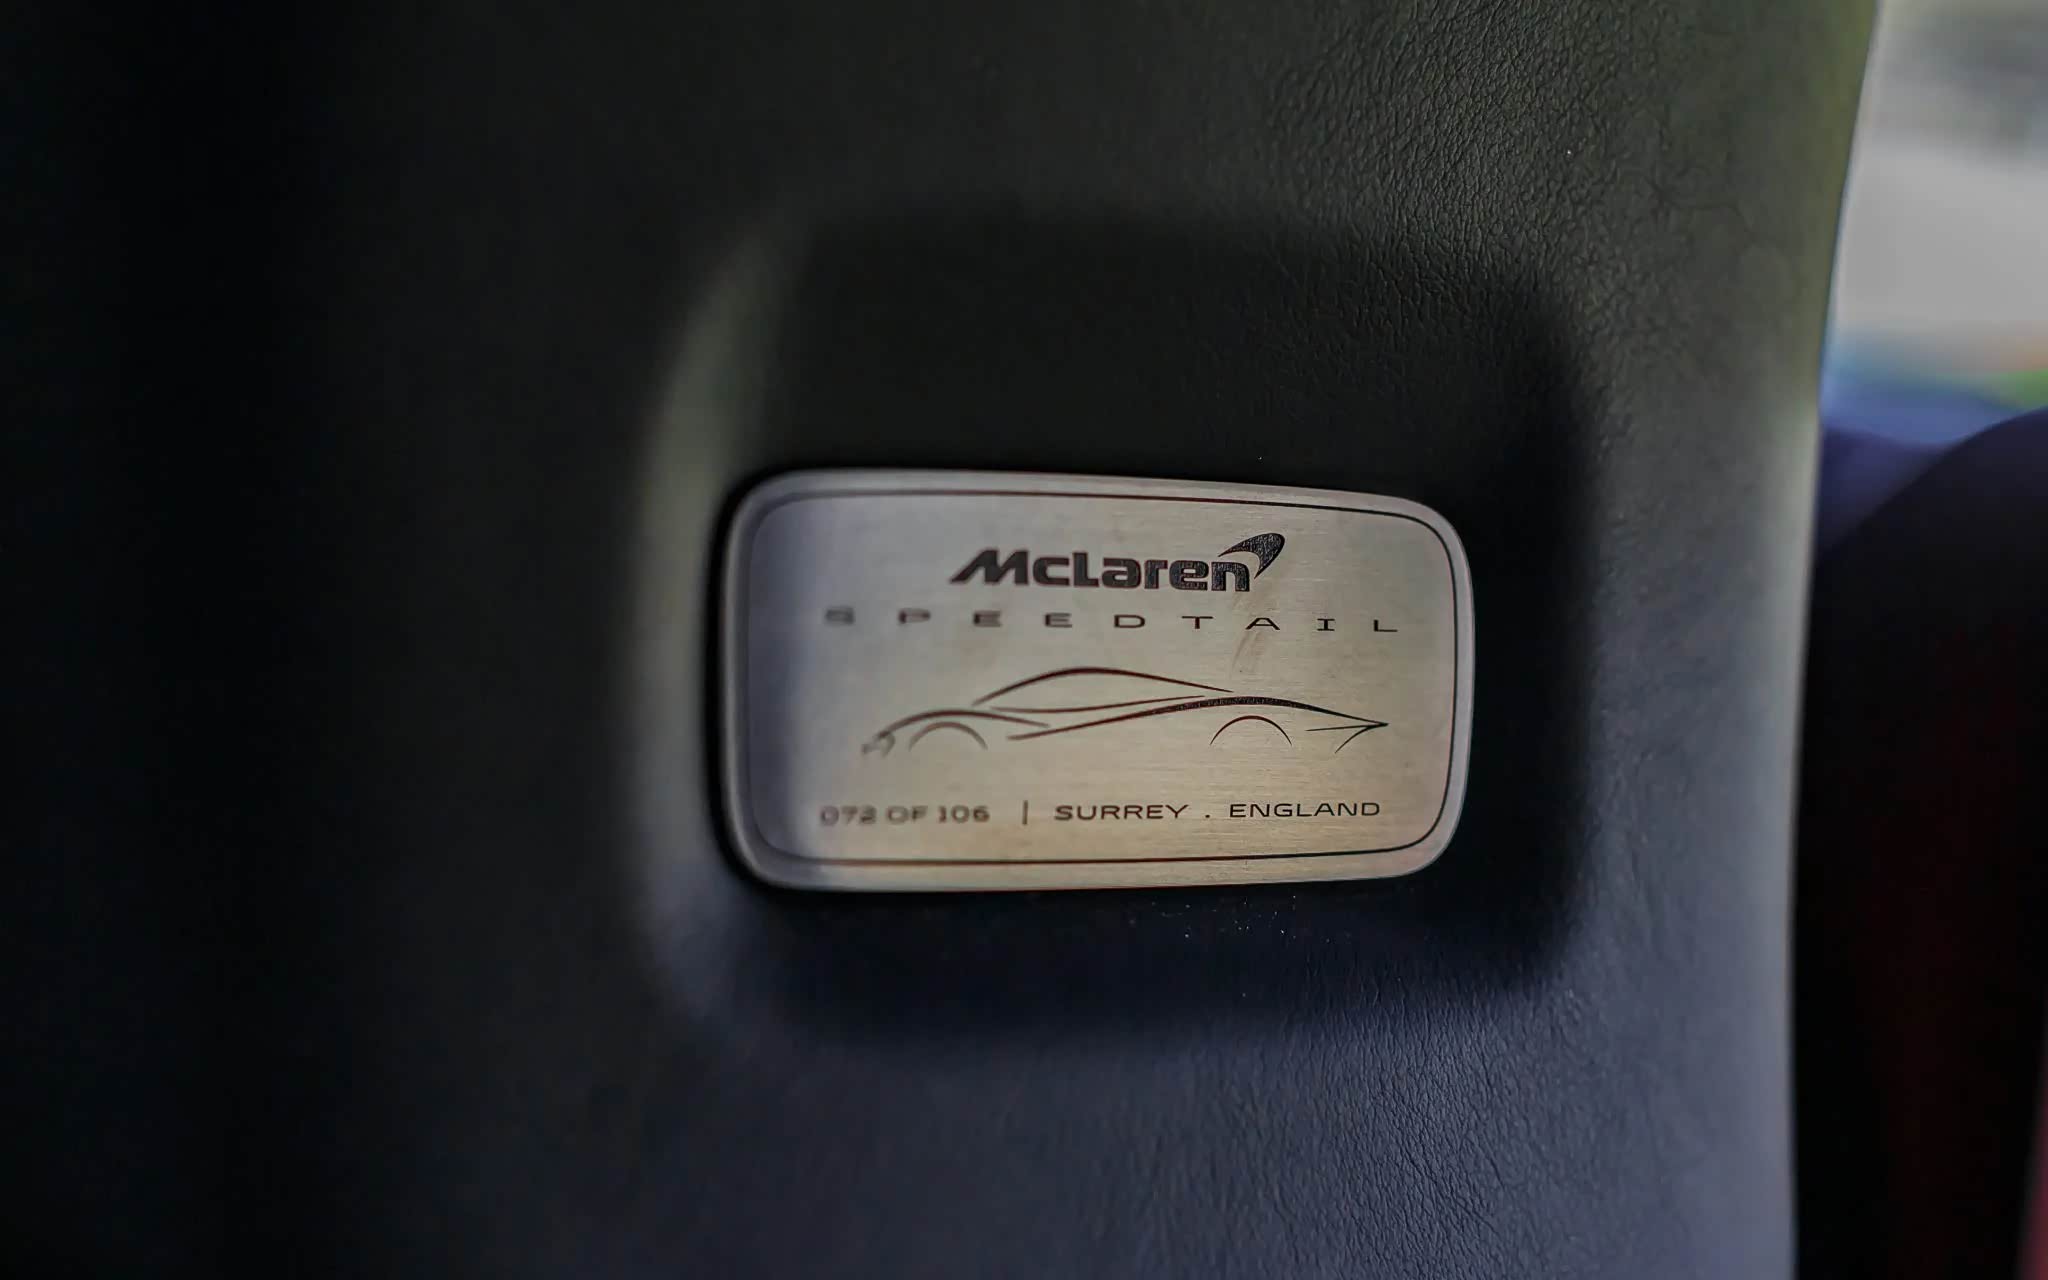 McLaren
SPEEDTAIL
072 OF 106 | SURREY . ENGLAND